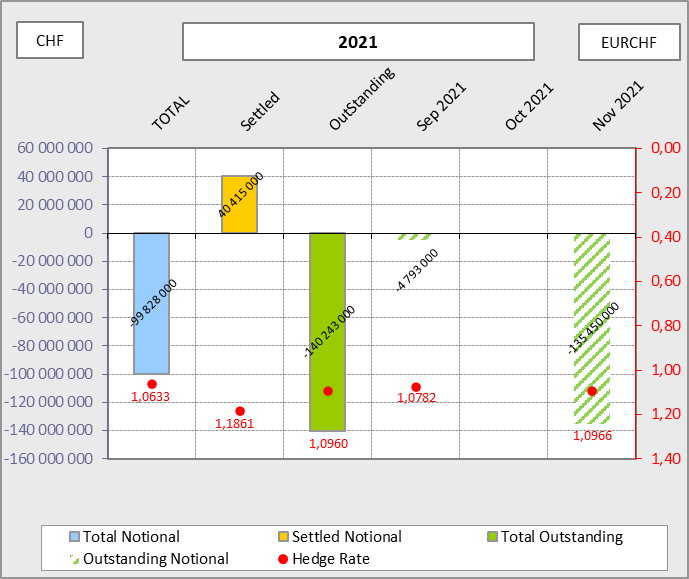 CHF
2021
EURCHF
TOTAL
Settled
OutStanding
Sep 2021
Oct 2021
Nov 2021
60 000 000
40 000 000
20 000 000
0
-20 000 000
-40 000 000
-60 000 000
-80 000 000
-100 000 000
-120 000 000
-140 000 000
-160 000 000
0,00
0,20
0,40
0,60
0,80
1,00
1,20
1,40
-99 828 000
40 415 000
-140 243 000
-4 793 000
-135 450 000
1,0633
1,1861
1,0960
1,0782
1,0966
Total Notional
Settled Notional
Total Outstanding
Outstanding Notional
Hedge Rate